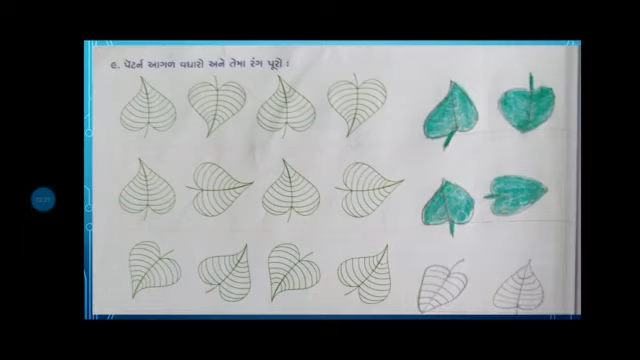 ૯. પેટર્ન આગળ વધારો અને તેમા રંગ પૂરો :